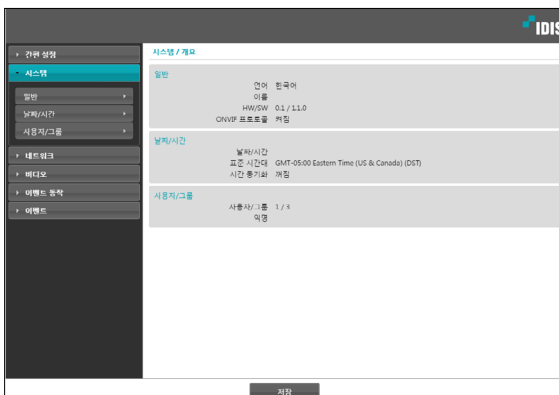 IDIS
간편 설정
시스템
일반
날짜/시간
사용자/그룹
네트워크
비디오
이벤트 동작
이벤트
시스템 / 개요
일반
언어 한국어
이름
HW/SW 0.1 / 1.1.0
ONVIF 프로토콜 켜짐
날짜/시간
날짜/시간
표준 시간대 GMT-05:00 Eastern Time (US & Canada) (DST)
시간 동기화 꺼짐
사용자/그룹
사용자/그룹 1 / 3
익명
저장